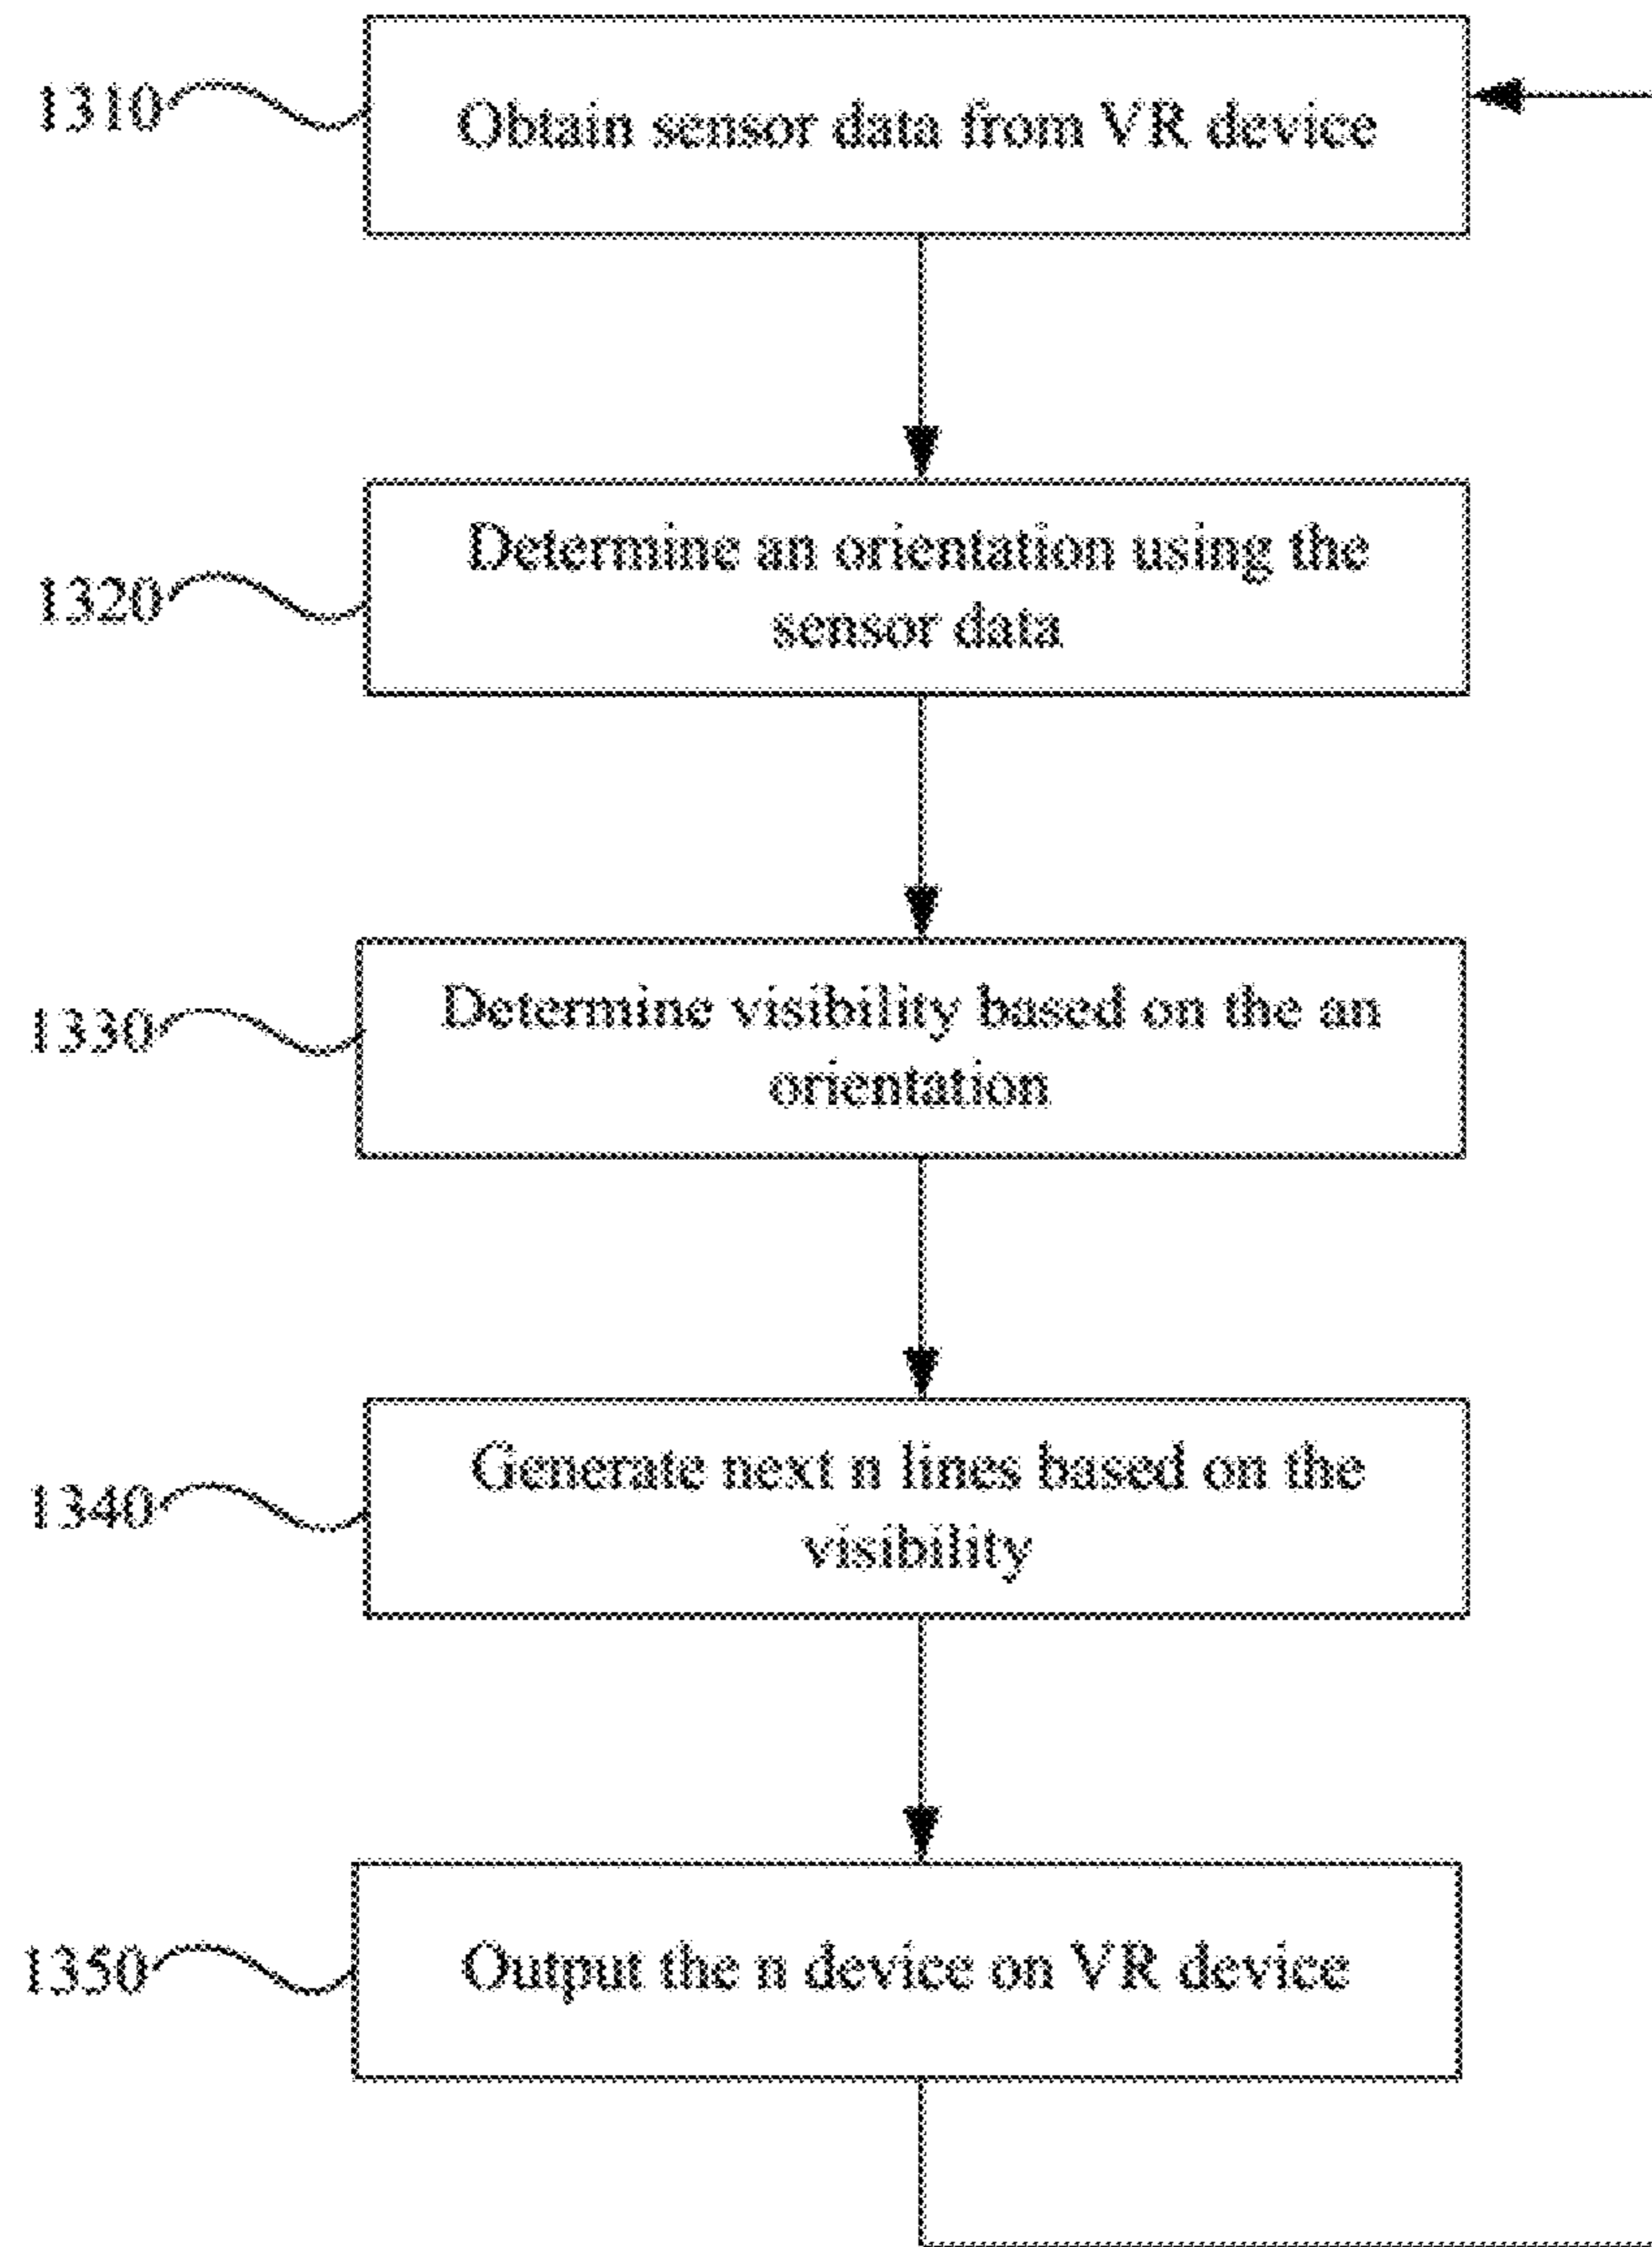 1310
Obtain sensor data from VR device
1320
Determine an orientation using the
sensor data
1330
Determine visibility based on the an
orientation
1340
Generate next n lines based on the
visibility
1350
Output the n device on VR device